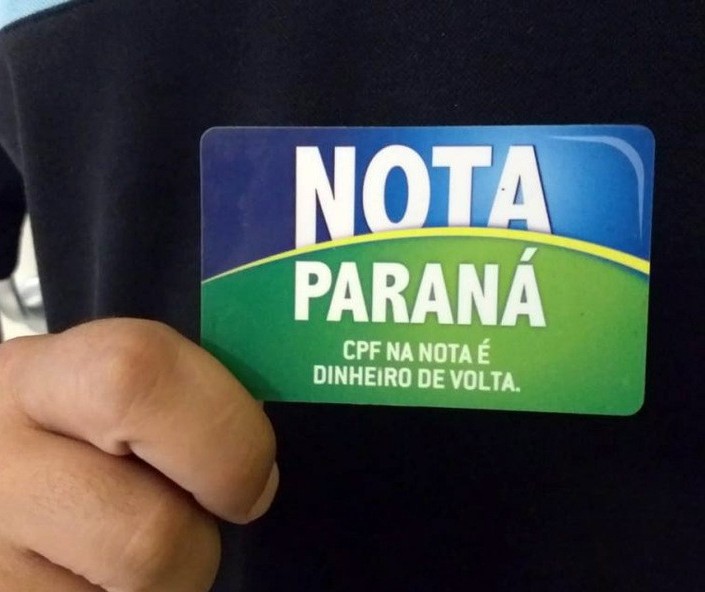 NOTA
PARANÁ
CPF NA NOTA É
DINHEIRO DE VOLTA.